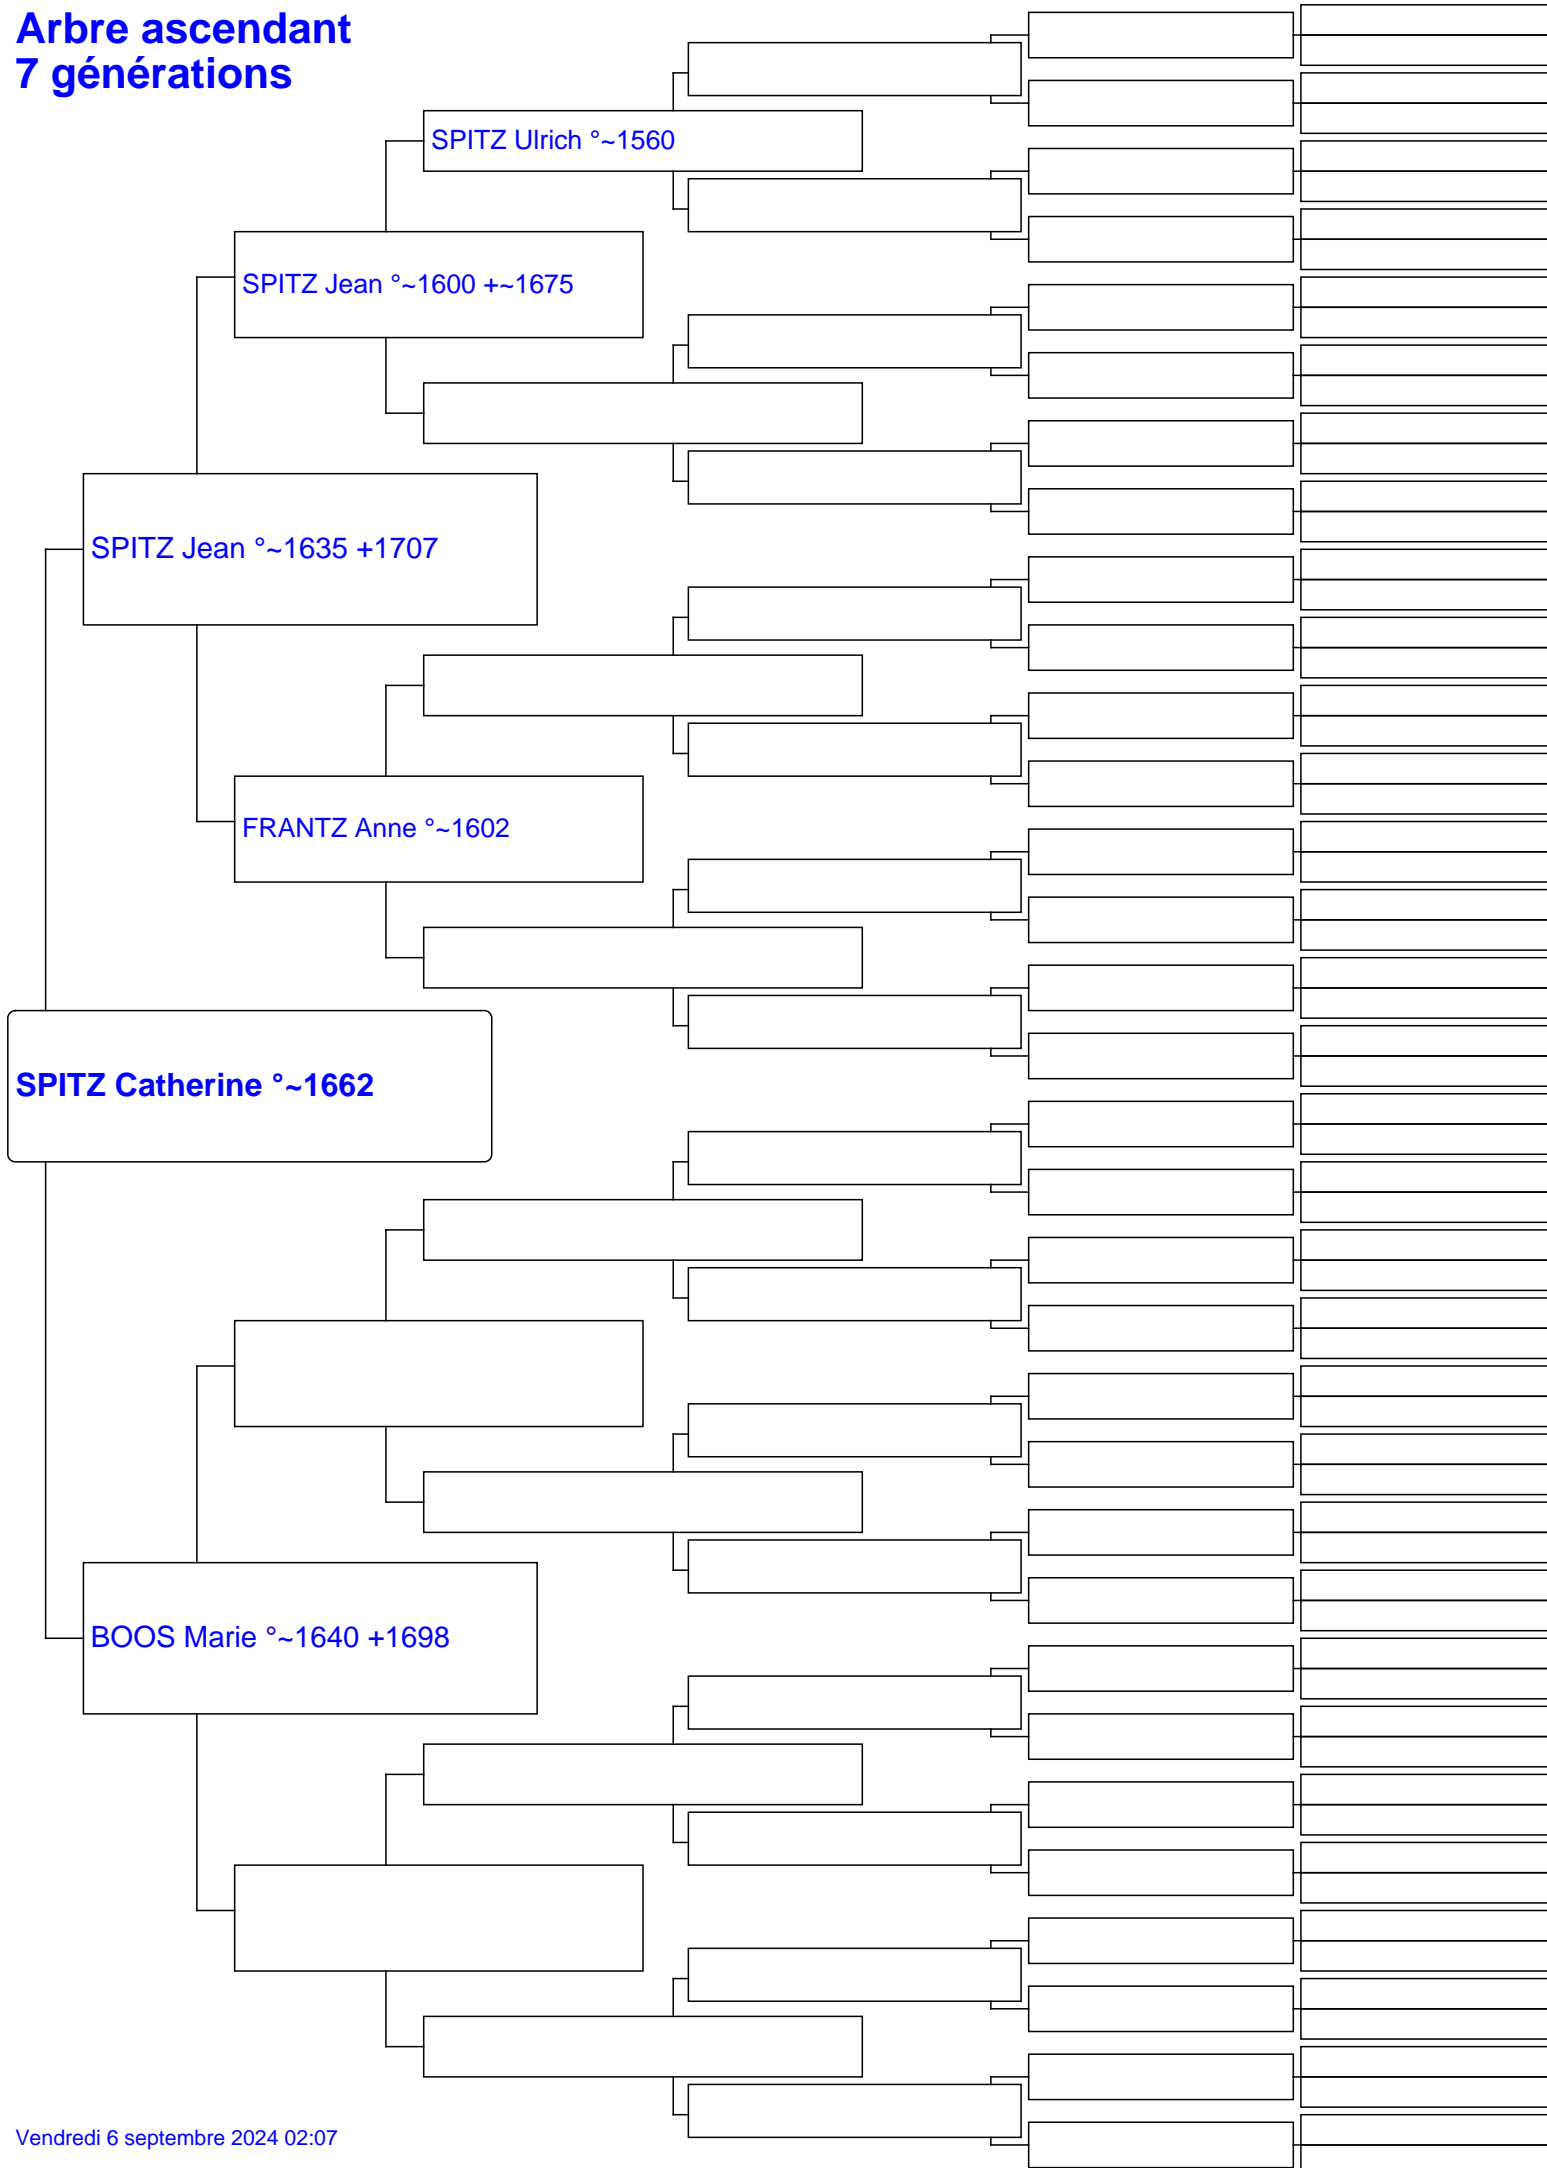 Arbre ascendant
7 générations
SPITZ Ulrich °~1560
SPITZ Jean °~1600 +~1675
SPITZ Jean °~1635 +1707
FRANTZ Anne °~1602
SPITZ Catherine °~1662
BOOS Marie °~1640 +1698
Vendredi 6 septembre 2024 02:07